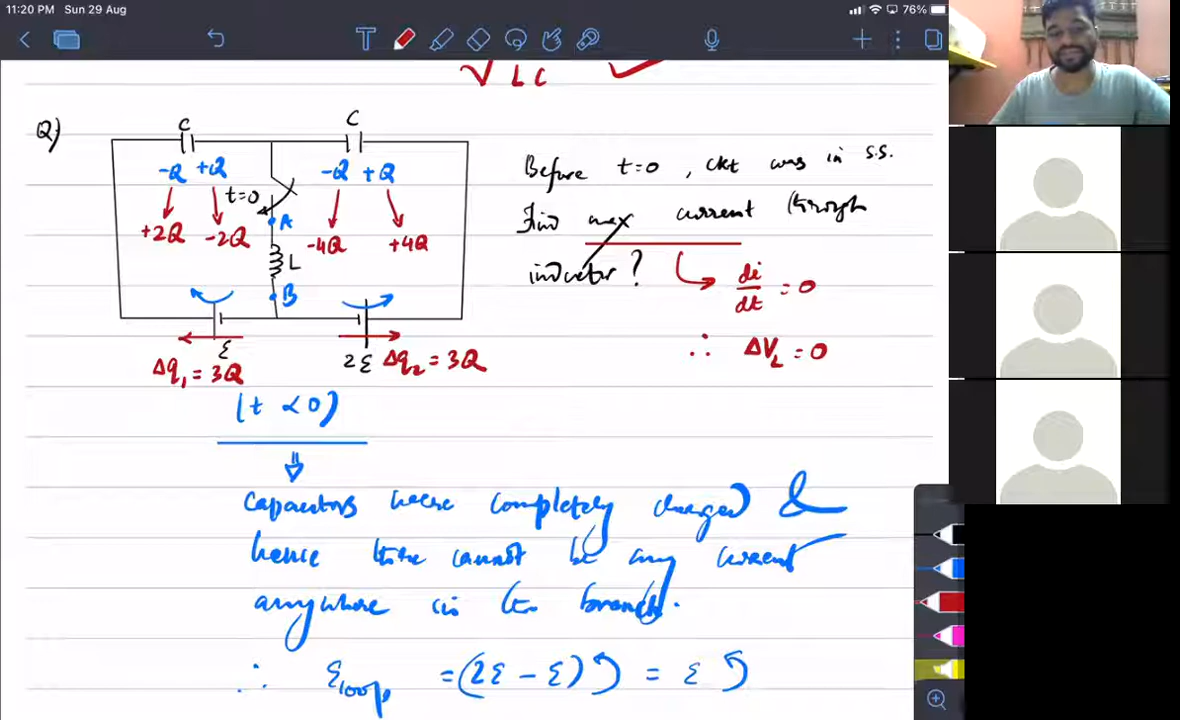 11:20 PM Sun 29 Aug 76%
√LC
Q)
C C
-Q +Q -Q +Q
t=0
A
+2Q -2Q -4Q +4Q
L
B
ε 2ε
Δq₁ = 3Q Δq₂ = 3Q
Before t=0, ckt was in s.s.
Find max current through
inductor?
di/dt = 0
∴ ΔV_L = 0
(t < 0)
capacitors were completely charged &
hence there cannot be any current
anywhere in the branch.
∴ ε_loop = (2ε - ε) = ε